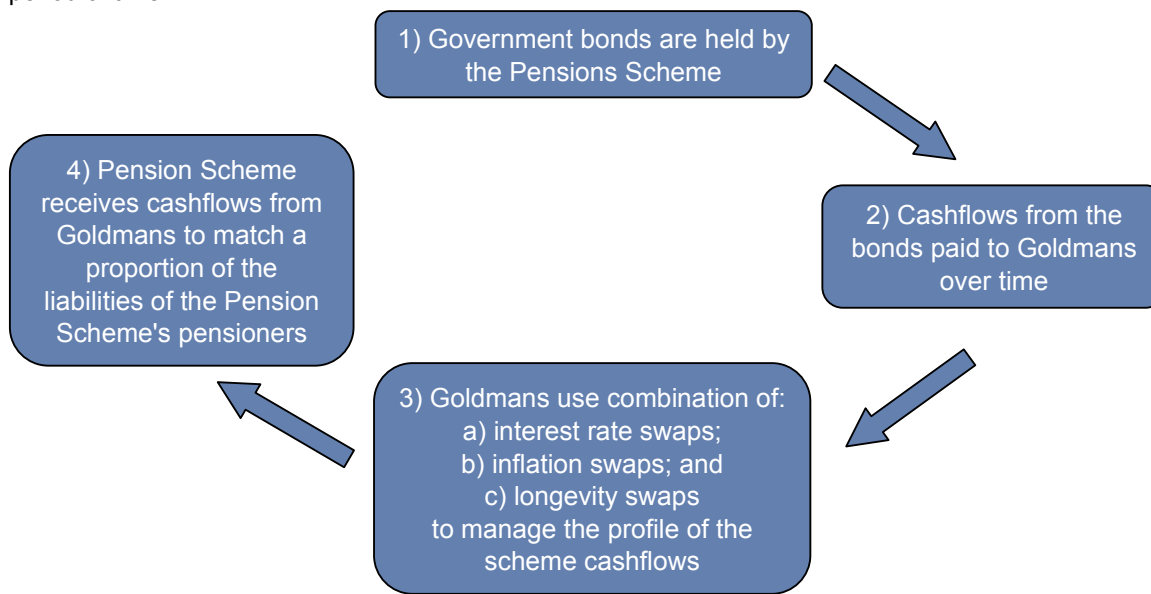 1) Government bonds are held by
the Pensions Scheme
2) Cashflows from the
bonds paid to Goldmans
over time
3) Goldmans use combination of:
a) interest rate swaps;
b) inflation swaps; and
c) longevity swaps
to manage the profile of the
scheme cashflows
4) Pension Scheme
receives cashflows from
Goldmans to match a
proportion of the
liabilities of the Pension
Scheme's pensioners